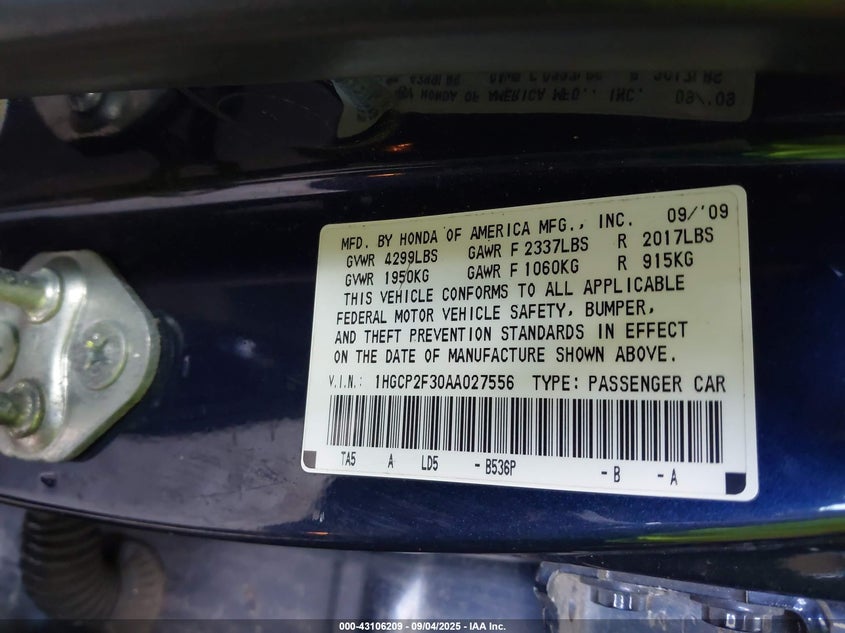 MFD. BY HONDA OF AMERICA MFG., INC. 09/'09
GVWR 4299LBS GAWR F 2337LBS R 2017LBS
GVWR 1950KG GAWR F 1060KG R 915KG
THIS VEHICLE CONFORMS TO ALL APPLICABLE
FEDERAL MOTOR VEHICLE SAFETY, BUMPER,
AND THEFT PREVENTION STANDARDS IN EFFECT
ON THE DATE OF MANUFACTURE SHOWN ABOVE.
V.I.N.: 1HGCP2F30AA027556 TYPE: PASSENGER CAR
TA5 A LD5 -B536P -B -A
000-43106209 - 09/04/2025 - IAA Inc.